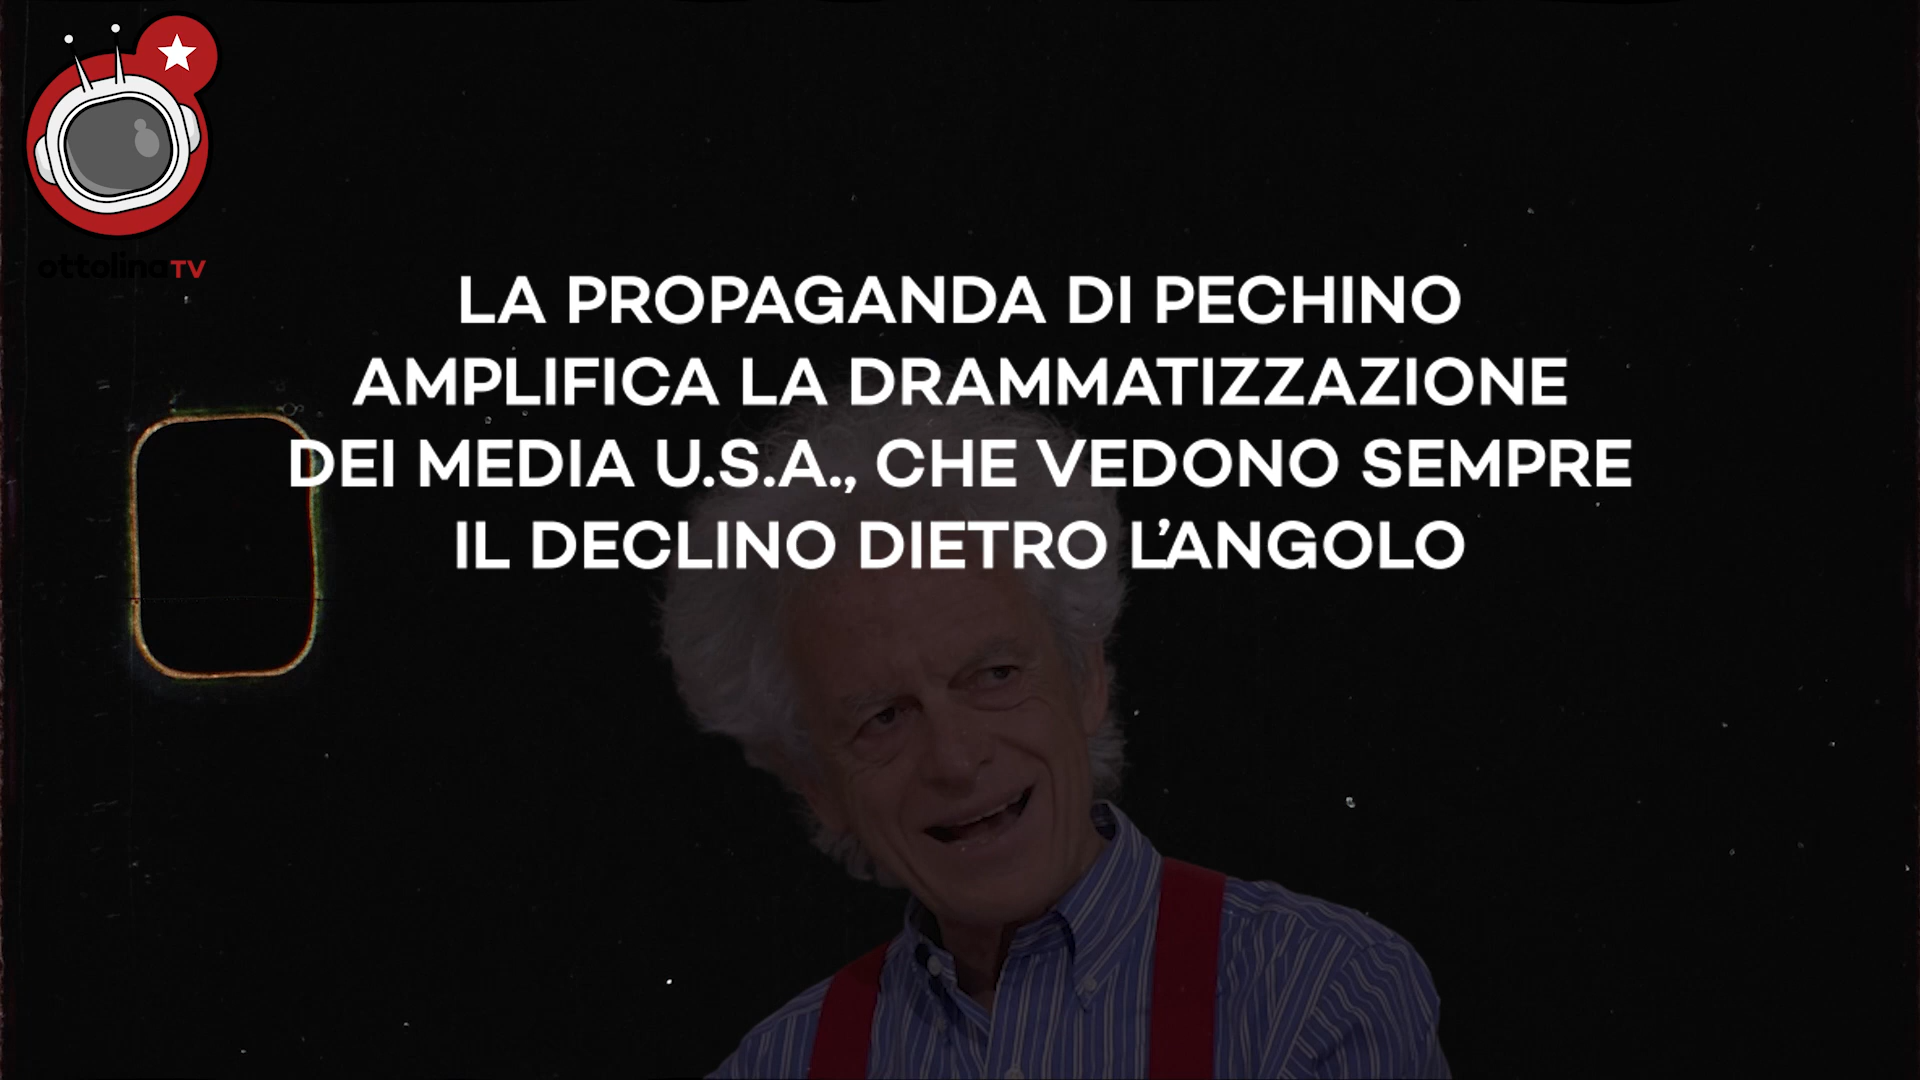 ottolinaTV
LA PROPAGANDA DI PECHINO
AMPLIFICA LA DRAMMATIZZAZIONE
DEI MEDIA U.S.A., CHE VEDONO SEMPRE
IL DECLINO DIETRO L’ANGOLO